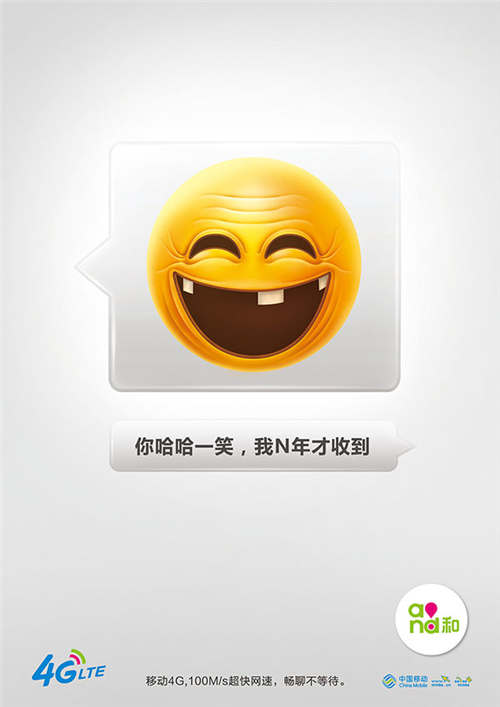 你哈哈一笑，我N年才收到
and和
4G LTE
移动4G,100M/s超快网速，畅聊不等待。
中国移动
China Mobile